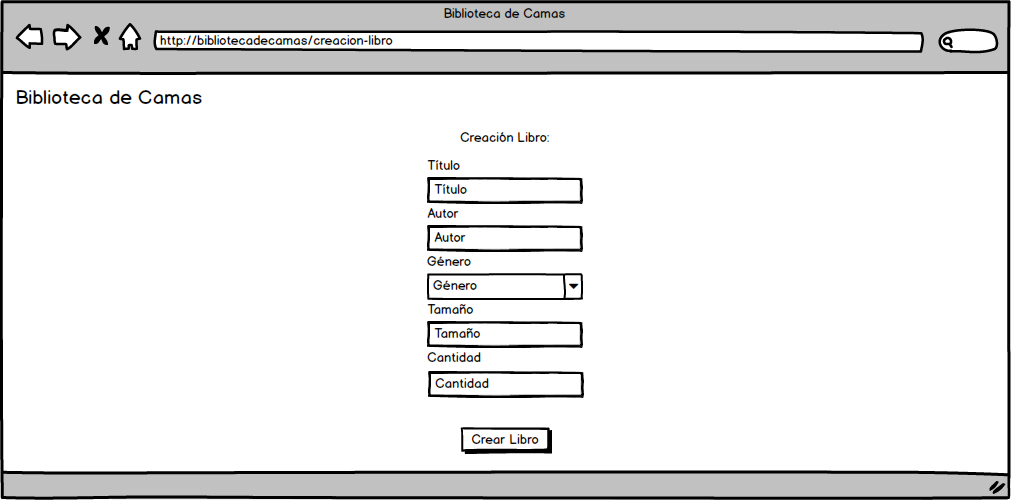 Biblioteca de Camas
http://bibliotecadecamas/creacion-libro
Biblioteca de Camas
Creación Libro:
Título
Título
Autor
Autor
Género
Género
Tamaño
Tamaño
Cantidad
Cantidad
Crear Libro